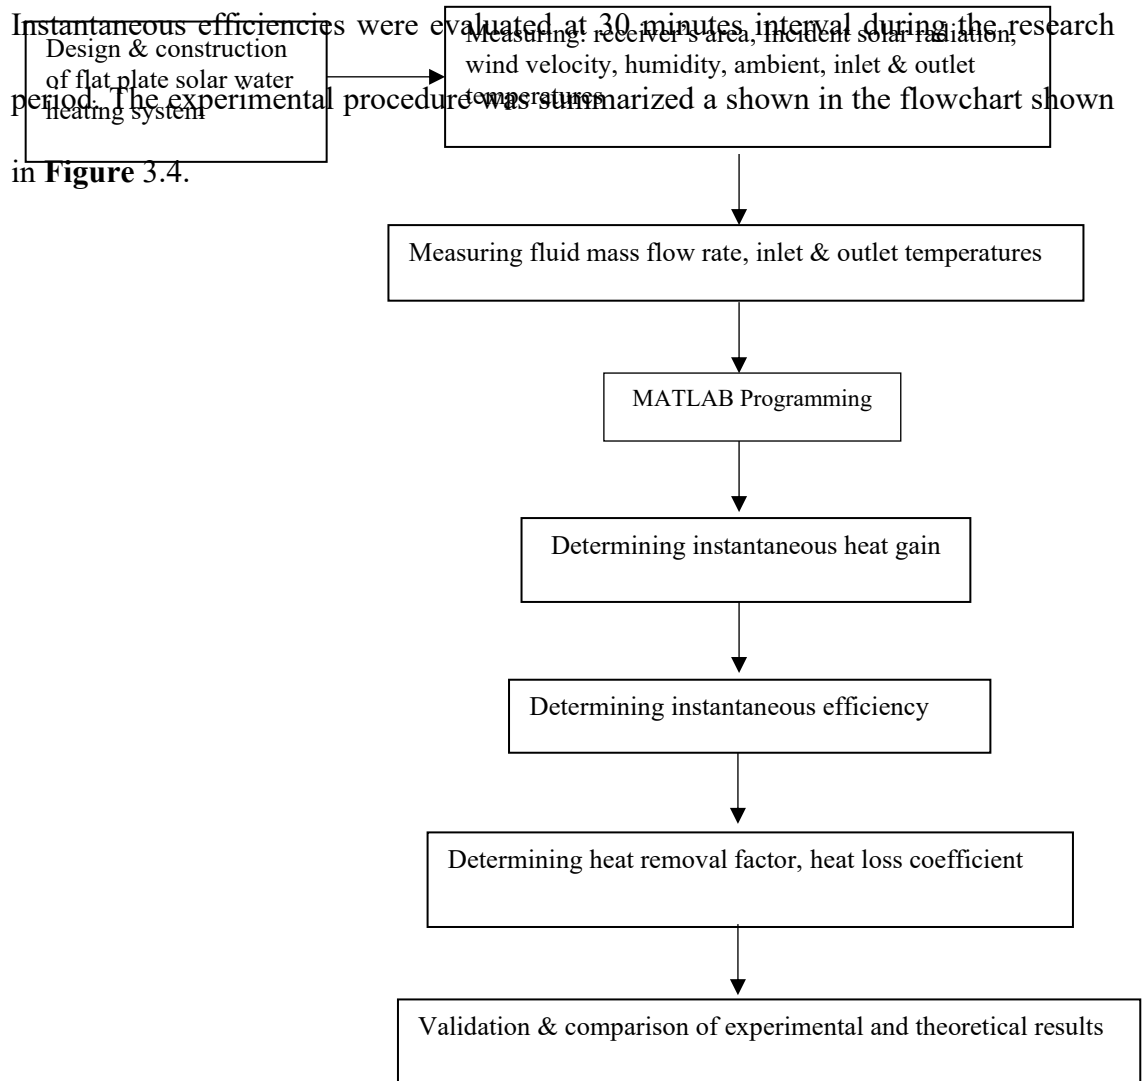 Instantaneous efficiencies were evaluated at 30 minutes interval during the research
period. The experimental procedure was summarized a shown in the flowchart shown
in Figure 3.4.
Design & construction
of flat plate solar water
heating system
Measuring: receiver's area, Incident solar radiation,
wind velocity, humidity, ambient, inlet & outlet
temperatures
Measuring fluid mass flow rate, inlet & outlet temperatures
MATLAB Programming
Determining instantaneous heat gain
Determining instantaneous efficiency
Determining heat removal factor, heat loss coefficient
Validation & comparison of experimental and theoretical results